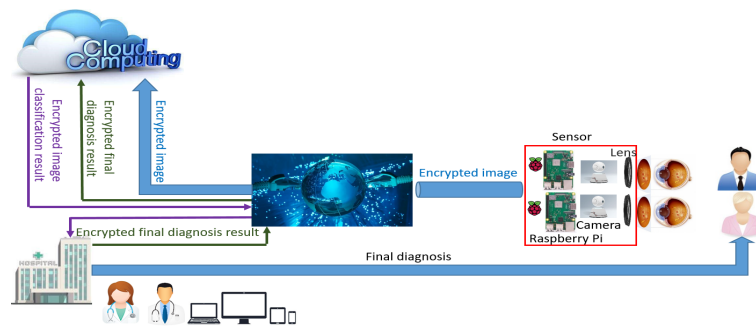 Cloud
Computing
Encrypted image
classification result
Encrypted final
diagnosis result
Encrypted image
Encrypted image
Sensor
Lens
Camera
Raspberry Pi
Encrypted final diagnosis result
HOSPITAL
Final diagnosis